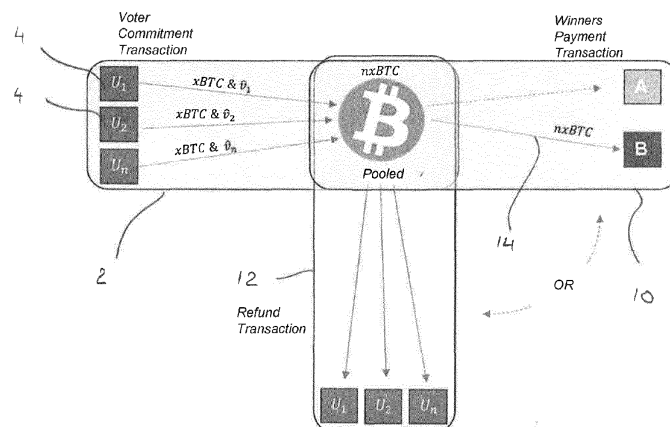 Voter
Commitment
Transaction
Winners
Payment
Transaction
4
4
U₁
U₂
Uₙ
xBTC & v̂₁
xBTC & v̂₂
xBTC & v̂ₙ
nxBTC
Pooled
nxBTC
A
B
2
12
14
10
OR
Refund
Transaction
U₁
U₂
Uₙ